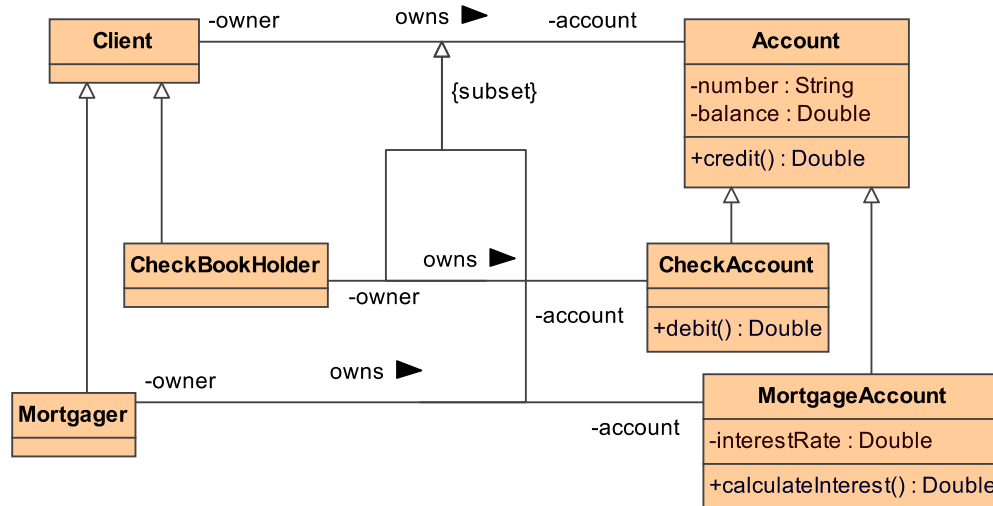 -owner
owns
-account
Client
Account
-number : String
-balance : Double
+credit() : Double
{subset}
CheckBookHolder
owns
-owner
-account
CheckAccount
+debit() : Double
-owner
owns
-account
Mortgager
MortgageAccount
-interestRate : Double
+calculateInterest() : Double